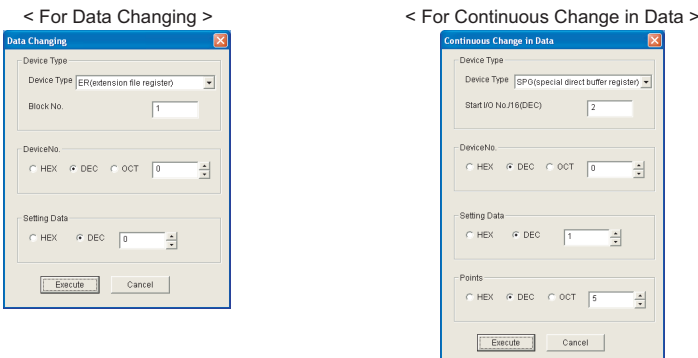 < For Data Changing >
Data Changing
Device Type
Device Type ER(extension file register)
Block No. 1
DeviceNo.
HEX DEC OCT 0
Setting Data
HEX DEC 0
Execute Cancel
< For Continuous Change in Data >
Continuous Change in Data
Device Type
Device Type SPG(special direct buffer register)
Start I/O No./16(DEC) 2
DeviceNo.
HEX DEC OCT 0
Setting Data
HEX DEC 1
Points
HEX DEC OCT 5
Execute Cancel